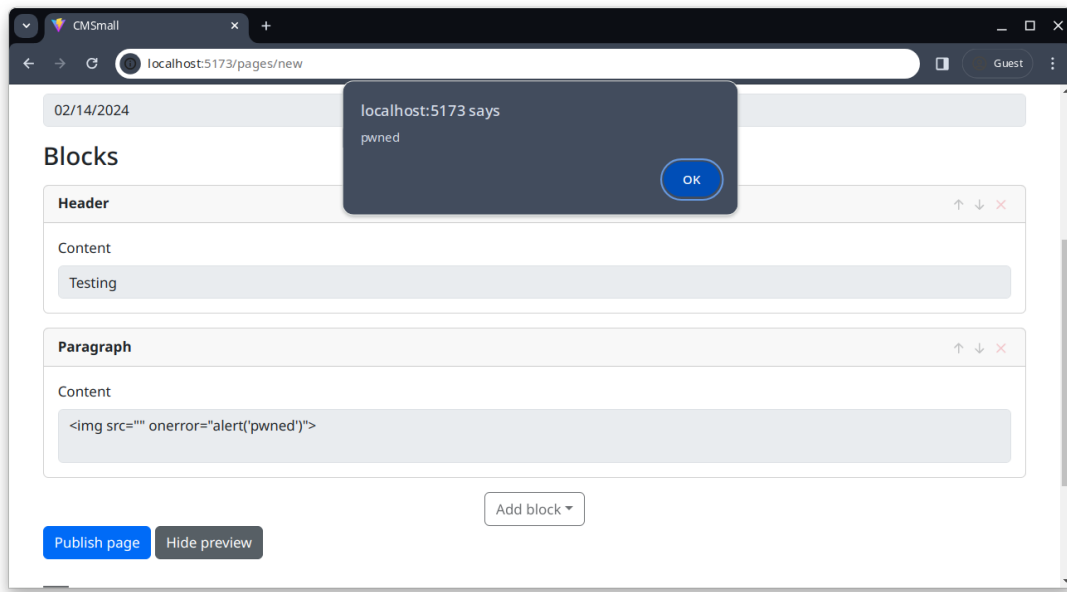 CMSmall
localhost:5173/pages/new
Guest
localhost:5173 says
pwned
OK
02/14/2024
Blocks
Header
Content
Testing
Paragraph
Content
<img src="" onerror="alert('pwned')">
Add block
Publish page
Hide preview